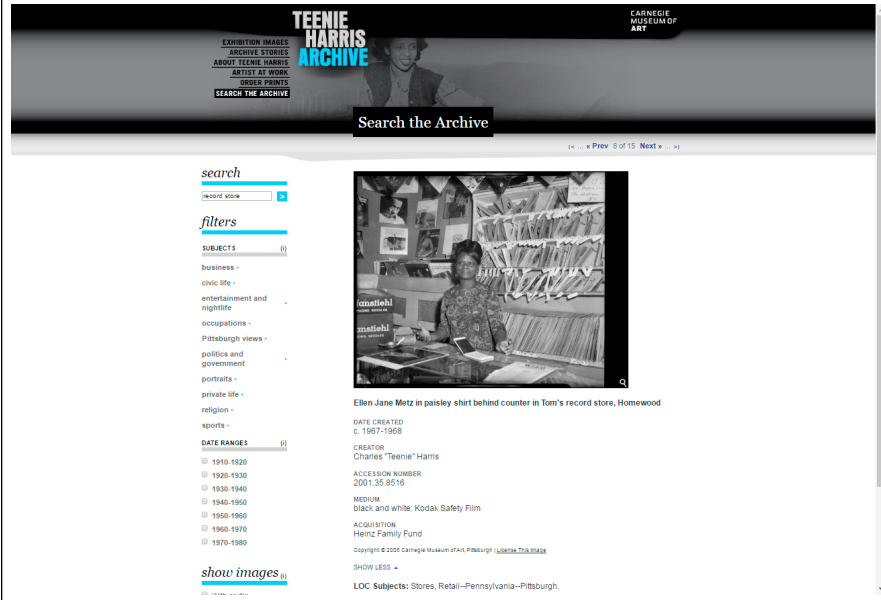 TEENIE
HARRIS
ARCHIVE
CARNEGIE
MUSEUM OF
ART
EXHIBITION IMAGES
ARCHIVE STORIES
ABOUT TEENIE HARRIS
ARTIST AT WORK
ORDER PRINTS
SEARCH THE ARCHIVE
Search the Archive
|< ... « Prev 8 of 15 Next » ... >|
search
record store >
filters
SUBJECTS (i)
business
civic life
entertainment and
nightlife
occupations
Pittsburgh views
politics and
government
portraits
private life
religion
sports
DATE RANGES (i)
1910-1920
1920-1930
1930-1940
1940-1950
1950-1960
1960-1970
1970-1980
show images (i)
With audio
anstiehl
anstiehl
Ellen Jane Metz in paisley shirt behind counter in Tom's record store, Homewood
DATE CREATED
c. 1967-1968
CREATOR
Charles "Teenie" Harris
ACCESSION NUMBER
2001.35.8516
MEDIUM
black and white: Kodak Safety Film
ACQUISITION
Heinz Family Fund
Copyright © 2006 Carnegie Museum of Art, Pittsburgh | License This Image
SHOW LESS
LOC Subjects: Stores, Retail--Pennsylvania--Pittsburgh.